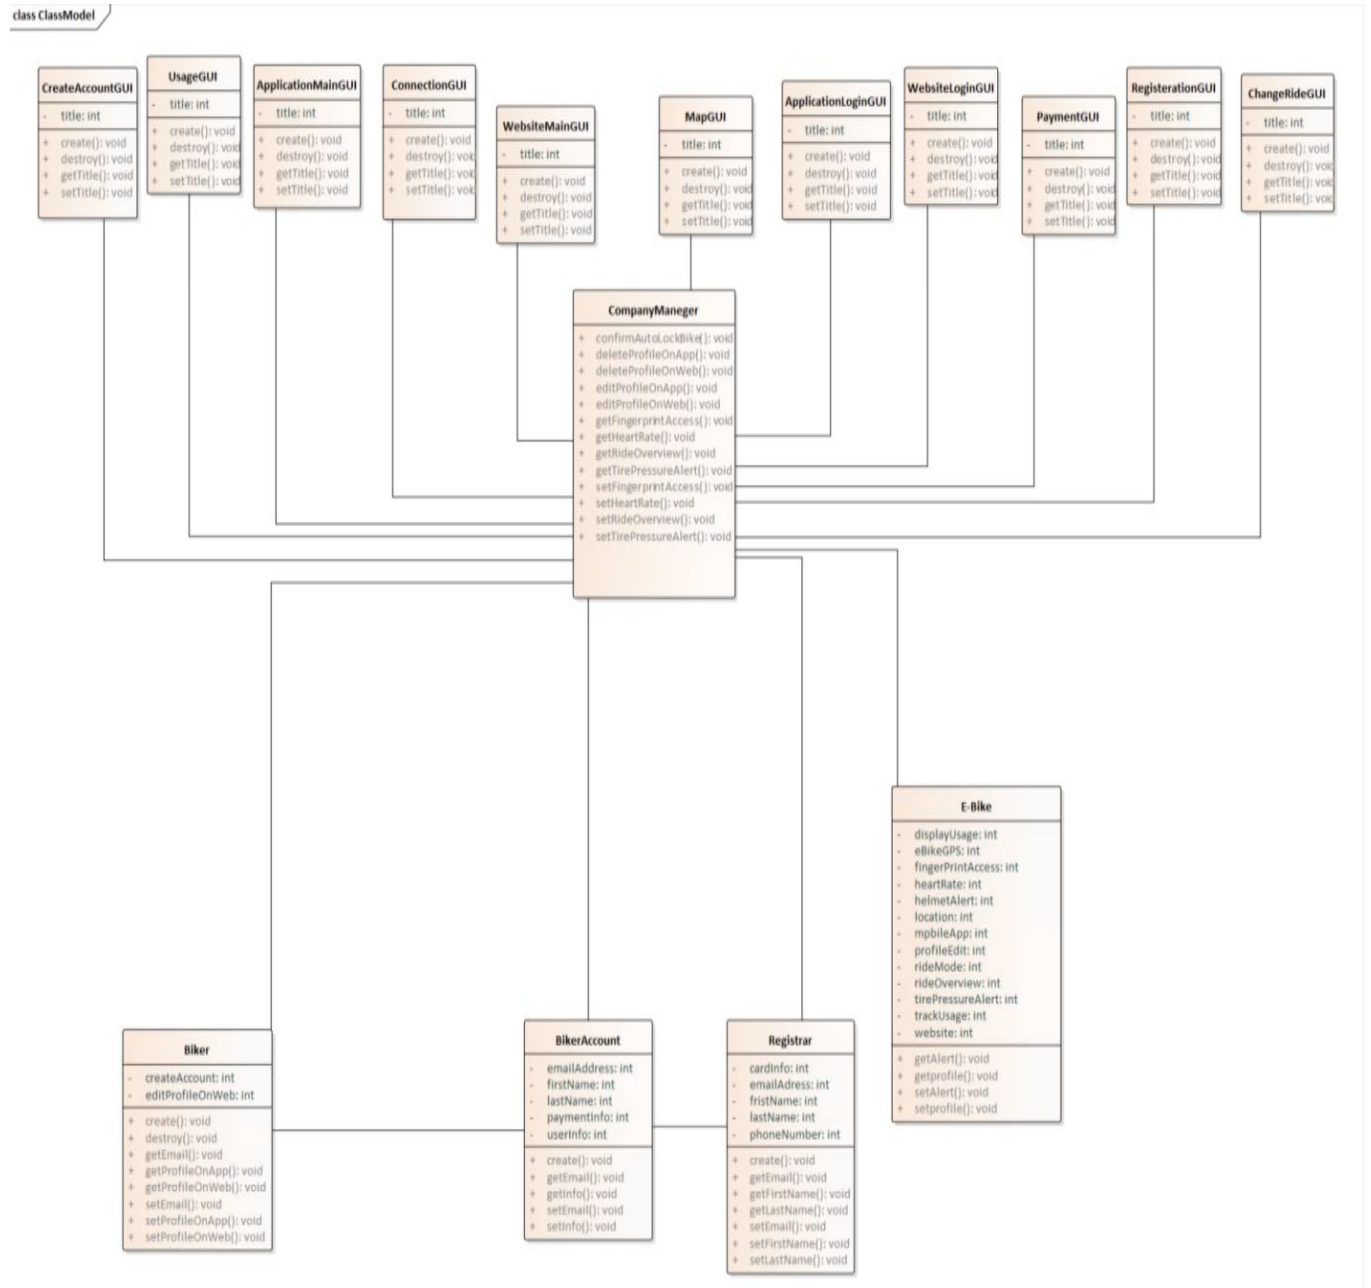 class ClassModel
CreateAccountGUI
- title: int
+ create(): void
+ destroy(): void
+ getTitle(): void
+ setTitle(): void
UsageGUI
- title: int
+ create(): void
+ destroy(): void
+ getTitle(): void
+ setTitle(): void
ApplicationMainGUI
- title: int
+ create(): void
+ destroy(): void
+ getTitle(): void
+ setTitle(): void
ConnectionGUI
- title: int
+ create(): void
+ destroy(): void
+ getTitle(): void
+ setTitle(): void
WebsiteMainGUI
- title: int
+ create(): void
+ destroy(): void
+ getTitle(): void
+ setTitle(): void
MapGUI
- title: int
+ create(): void
+ destroy(): void
+ getTitle(): void
+ setTitle(): void
ApplicationLoginGUI
- title: int
+ create(): void
+ destroy(): void
+ getTitle(): void
+ setTitle(): void
WebsiteLoginGUI
- title: int
+ create(): void
+ destroy(): void
+ getTitle(): void
+ setTitle(): void
PaymentGUI
- title: int
+ create(): void
+ destroy(): void
+ getTitle(): void
+ setTitle(): void
RegisterationGUI
- title: int
+ create(): void
+ destroy(): void
+ getTitle(): void
+ setTitle(): void
ChangeRideGUI
- title: int
+ create(): void
+ destroy(): void
+ getTitle(): void
+ setTitle(): void
CompanyManeger
+ confirmAutoLockBike(): void
+ deleteProfileOnApp(): void
+ deleteProfileOnWeb(): void
+ editProfileOnApp(): void
+ editProfileOnWeb(): void
+ getFingerprintAccess(): void
+ getHeartRate(): void
+ getRideOverview(): void
+ getTirePressureAlert(): void
+ setFingerprintAccess(): void
+ setHeartRate(): void
+ setRideOverview(): void
+ setTirePressureAlert(): void
E-Bike
- displayUsage: int
- eBikeGPS: int
- fingerPrintAccess: int
- heartRate: int
- helmetAlert: int
- location: int
- mpbileApp: int
- profileEdit: int
- rideMode: int
- rideOverview: int
- tirePressureAlert: int
- trackUsage: int
- website: int
+ getAlert(): void
+ getprofile(): void
+ setAlert(): void
+ setprofile(): void
Biker
- createAccount: int
- editProfileOnWeb: int
+ create(): void
+ destroy(): void
+ getEmail(): void
+ getProfileOnApp(): void
+ getProfileOnWeb(): void
+ setEmail(): void
+ setProfileOnApp(): void
+ setProfileOnWeb(): void
BikerAccount
- emailAddress: int
- firstName: int
- lastName: int
- paymentInfo: int
- userInfo: int
+ create(): void
+ getEmail(): void
+ getInfo(): void
+ setEmail(): void
+ setInfo(): void
Registrar
- cardInfo: int
- emailAdress: int
- fristName: int
- lastName: int
- phoneNumber: int
+ create(): void
+ getEmail(): void
+ getFirstName(): void
+ getLastName(): void
+ setEmail(): void
+ setFirstName(): void
+ setLastName(): void